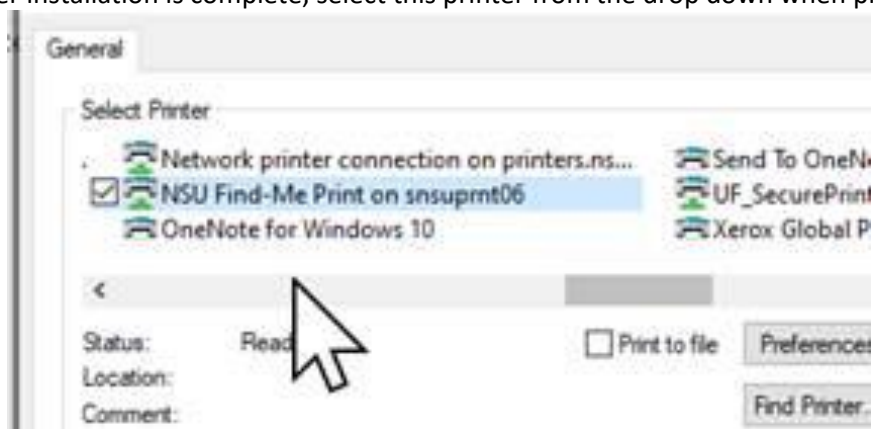 er installation is complete, select this printer from the drop down when p
General
Select Printer
Network printer connection on printers.ns...
NSU Find-Me Print on snsuprnt06
OneNote for Windows 10
Send To OneN
UF_SecurePrint
Xerox Global P
Status: Read
Print to file
Preferences
Location:
Comment:
Find Printer..